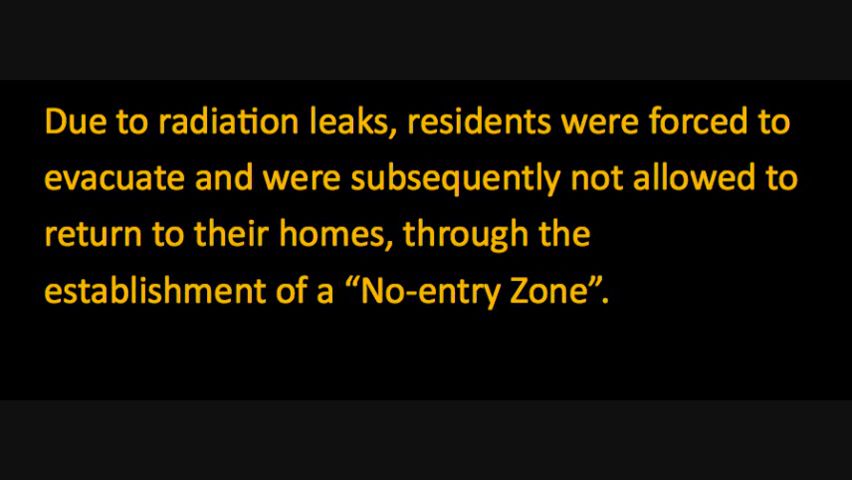 Due to radiation leaks, residents were forced to
evacuate and were subsequently not allowed to
return to their homes, through the
establishment of a “No-entry Zone”.